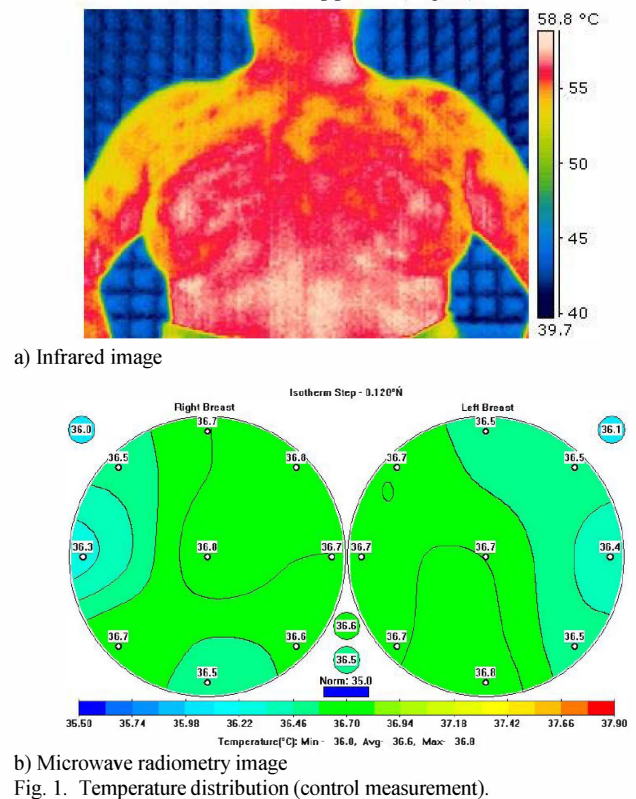 58.8 °C
55
50
45
40
39.7
a) Infrared image
Isotherm Step - 0.120°Ń
Right Breast
Left Breast
36.0
36.7
36.5
36.1
36.5
36.8
36.7
36.5
36.3
36.8
36.7
36.7
36.7
36.4
36.7
36.6
36.6
36.7
36.5
36.5
36.5
36.8
Norm: 35.0
35.50 35.74 35.98 36.22 36.46 36.70 36.94 37.18 37.42 37.66 37.90
Temperature(°C): Min - 36.0, Avg- 36.6, Max- 36.8
b) Microwave radiometry image
Fig. 1. Temperature distribution (control measurement).